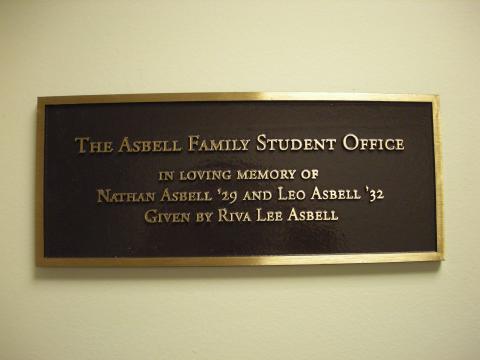 The Asbell Family Student Office
in loving memory of
Nathan Asbell '29 and Leo Asbell '32
Given by Riva Lee Asbell